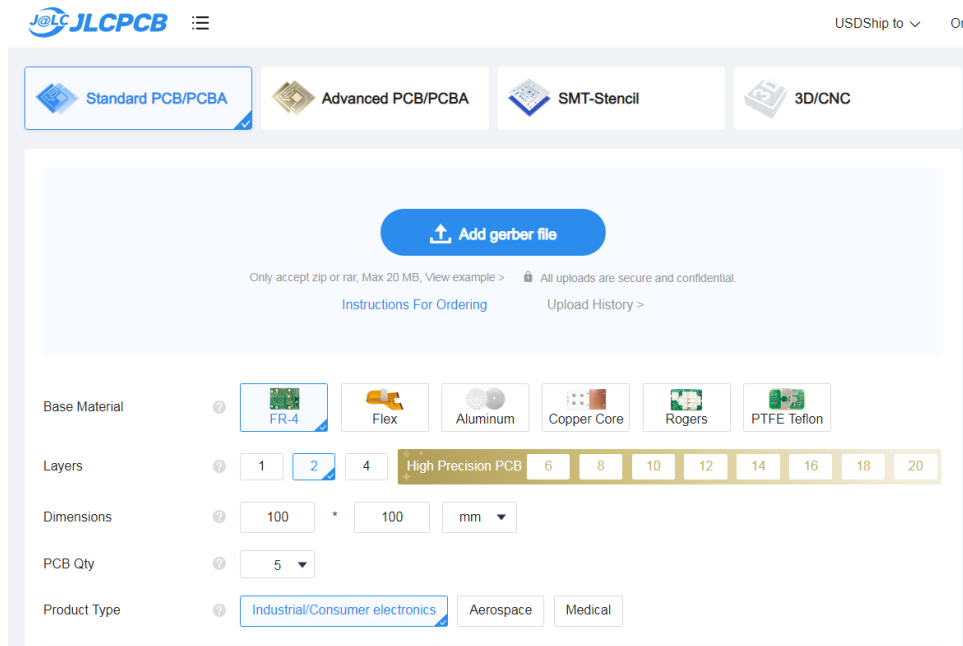 J@LC JLCPCB
USDShip to
Or
Standard PCB/PCBA
Advanced PCB/PCBA
SMT-Stencil
3D
3D/CNC
Add gerber file
Only accept zip or rar, Max 20 MB, View example > All uploads are secure and confidential.
Instructions For Ordering Upload History >
Base Material ? FR-4 Flex Aluminum Copper Core Rogers PTFE Teflon
Layers ? 1 2 4 High Precision PCB 6 8 10 12 14 16 18 20
Dimensions ? 100 * 100 mm
PCB Qty ? 5
Product Type ? Industrial/Consumer electronics Aerospace Medical